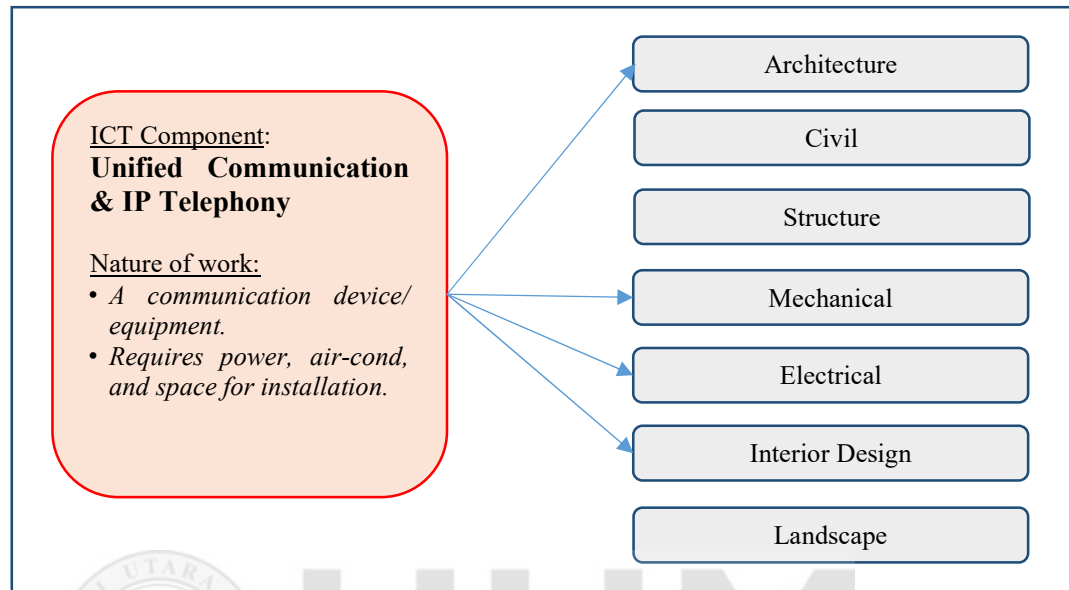 ICT Component:
Unified Communication
& IP Telephony
Nature of work:
• A communication device/
equipment.
• Requires power, air-cond,
and space for installation.
Architecture
Civil
Structure
Mechanical
Electrical
Interior Design
Landscape
UTARA